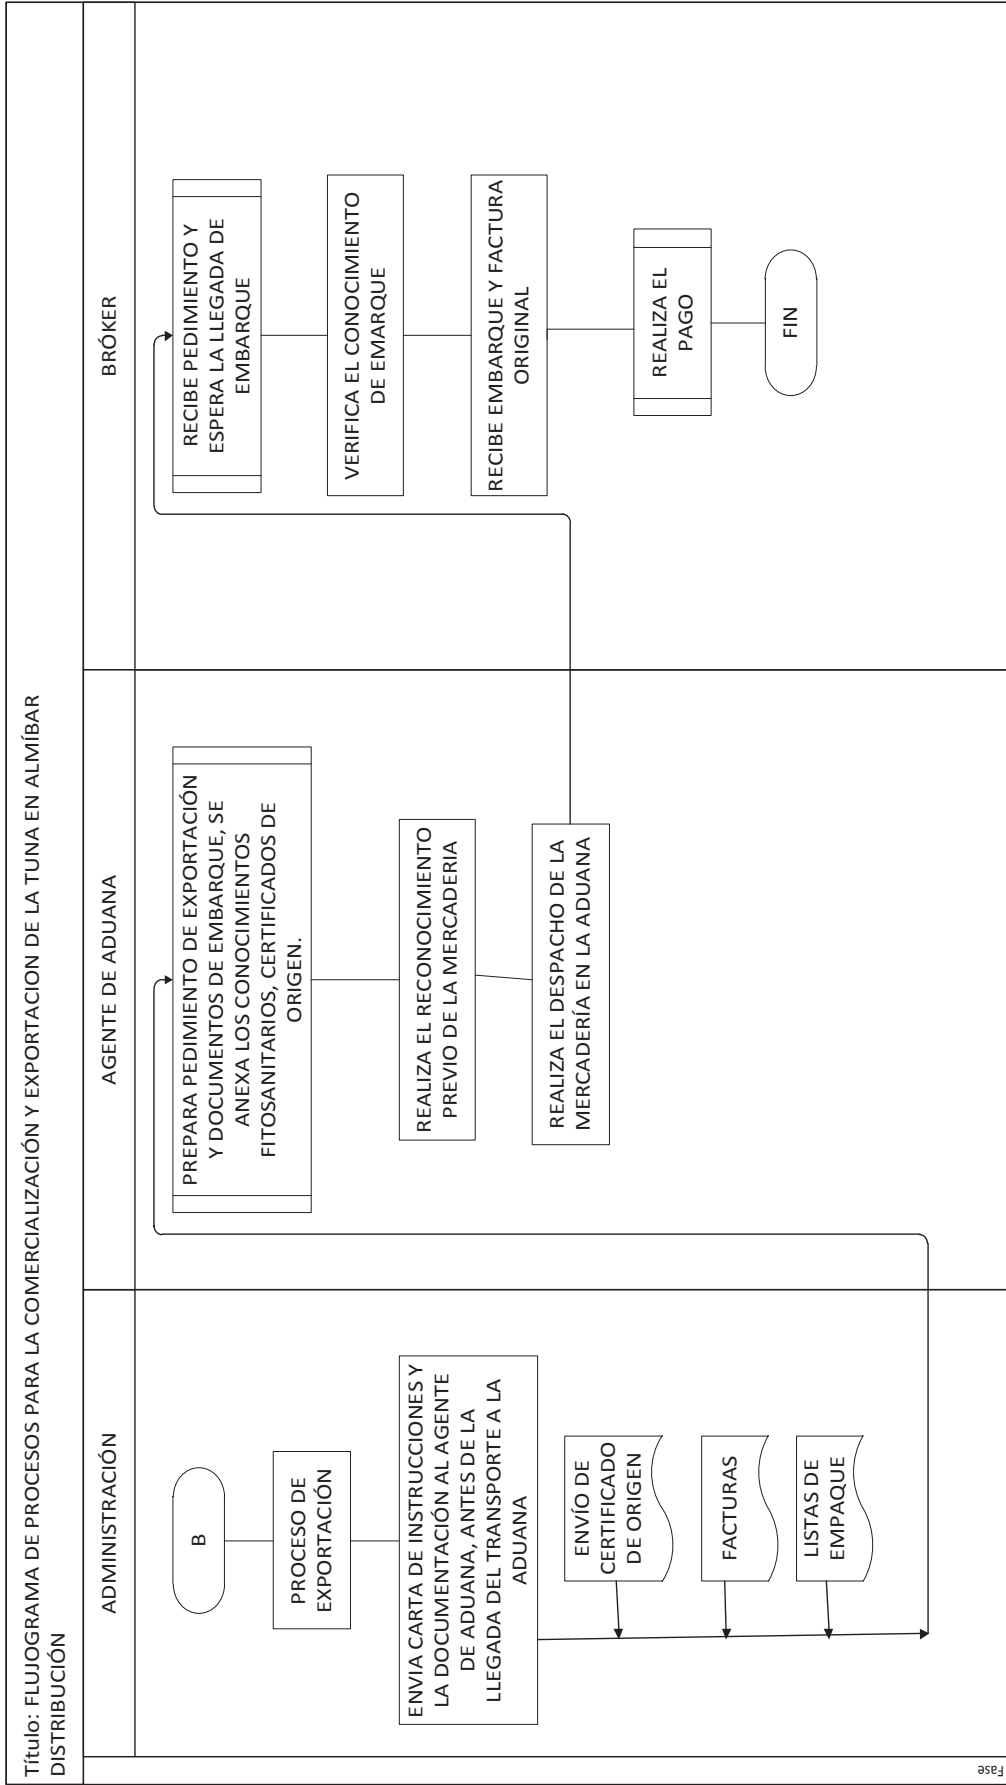 Título: FLUJOGRAMA DE PROCESOS PARA LA COMERCIALIZACIÓN Y EXPORTACION DE LA TUNA EN ALMÍBAR
DISTRIBUCIÓN
ADMINISTRACIÓN
B
PROCESO DE
EXPORTACIÓN
ENVIA CARTA DE INSTRUCCIONES Y
LA DOCUMENTACIÓN AL AGENTE
DE ADUANA, ANTES DE LA
LLEGADA DEL TRANSPORTE A LA
ADUANA
ENVÍO DE
CERTIFICADO
DE ORIGEN
FACTURAS
LISTAS DE
EMPAQUE
AGENTE DE ADUANA
PREPARA PEDIMIENTO DE EXPORTACIÓN
Y DOCUMENTOS DE EMBARQUE, SE
ANEXA LOS CONOCIMIENTOS
FITOSANITARIOS, CERTIFICADOS DE
ORIGEN.
REALIZA EL RECONOCIMIENTO
PREVIO DE LA MERCADERIA
REALIZA EL DESPACHO DE LA
MERCADERÍA EN LA ADUANA
BRÓKER
RECIBE PEDIMIENTO Y
ESPERA LA LLEGADA DE
EMBARQUE
VERIFICA EL CONOCIMIENTO
DE EMARQUE
RECIBE EMBARQUE Y FACTURA
ORIGINAL
REALIZA EL
PAGO
FIN
Fase